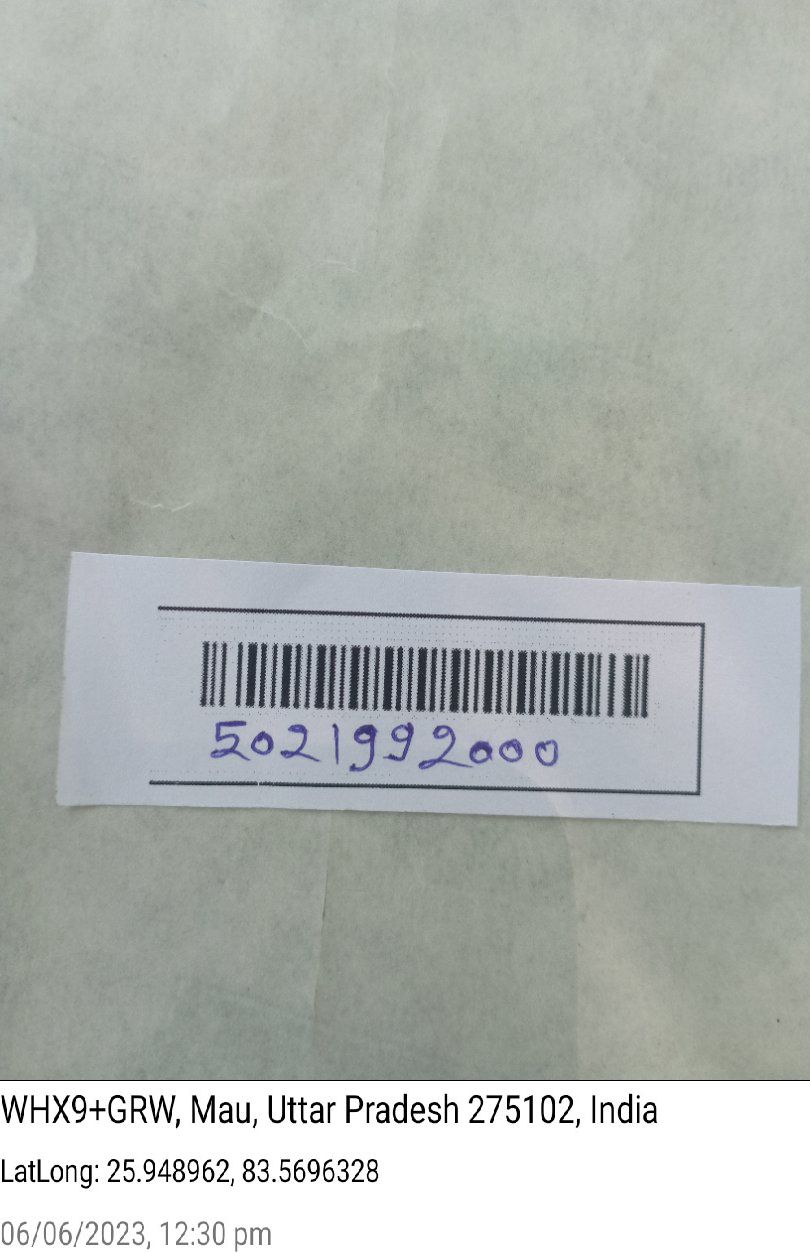 5021992000
WHX9+GRW, Mau, Uttar Pradesh 275102, India
LatLong: 25.948962, 83.5696328
06/06/2023, 12:30 pm